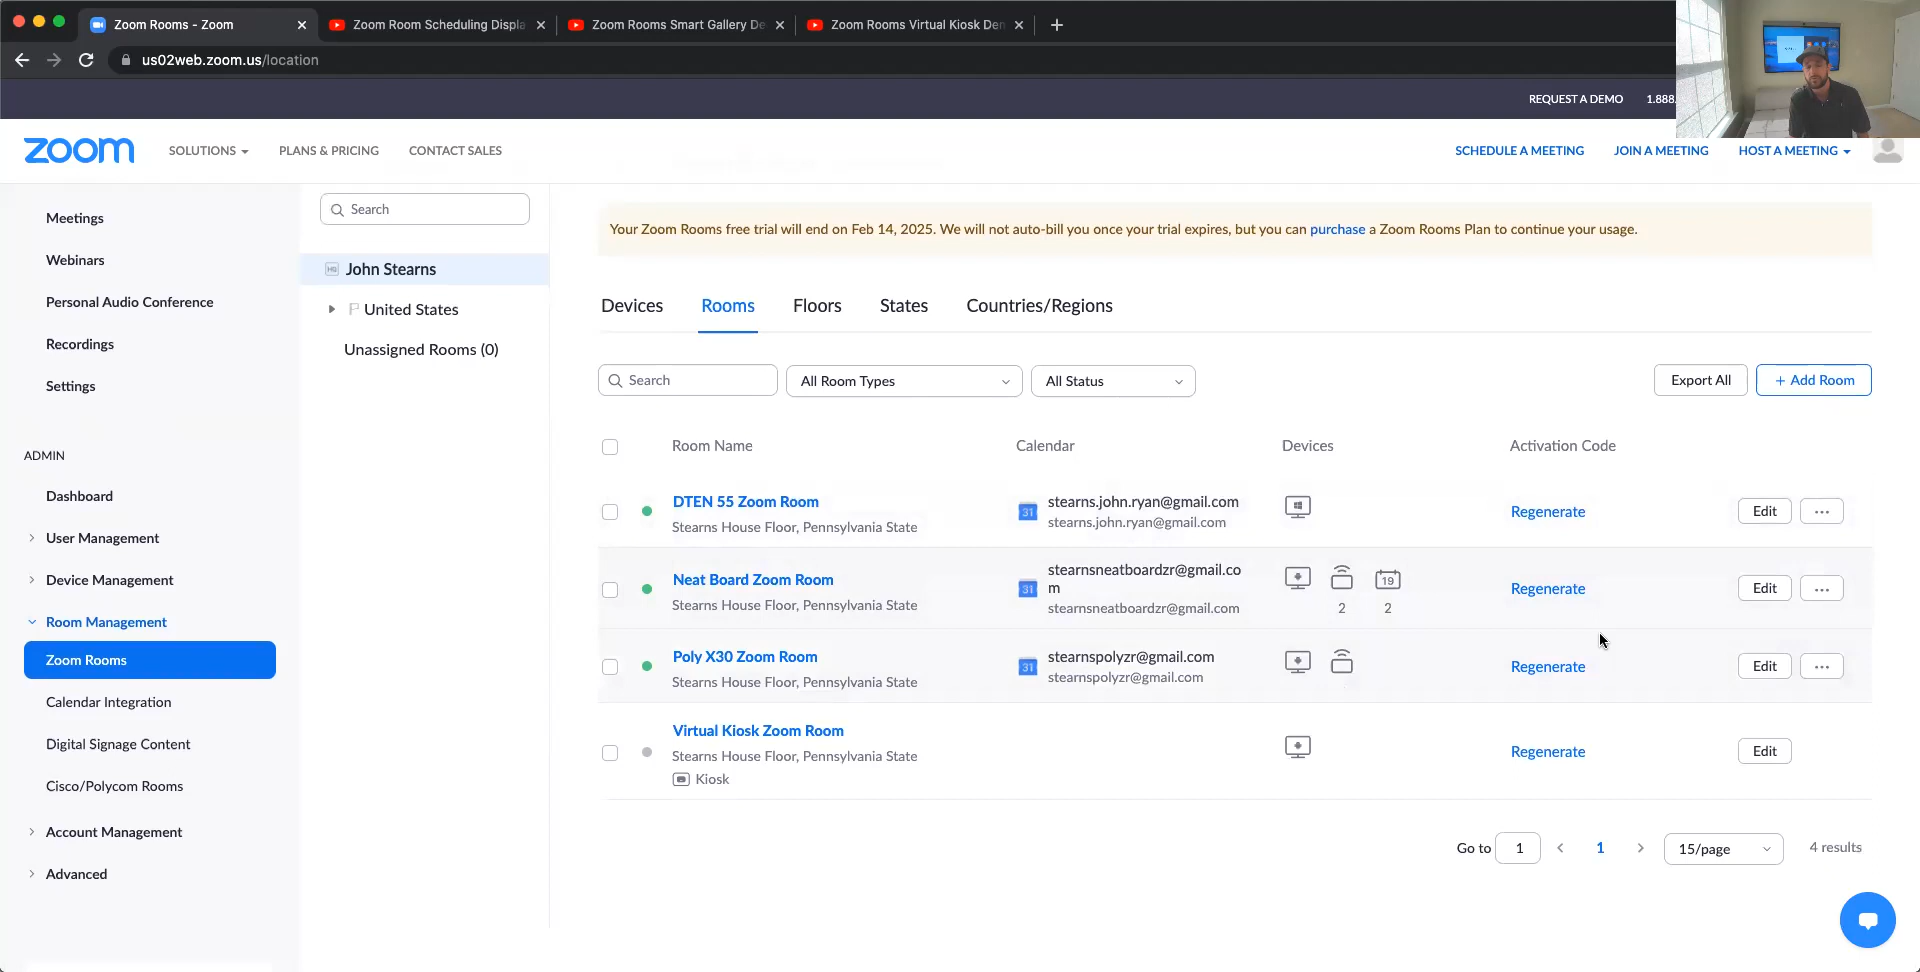 Zoom Rooms - Zoom
Zoom Room Scheduling Displa
Zoom Rooms Smart Gallery De
Zoom Rooms Virtual Kiosk Den
us02web.zoom.us/location
REQUEST A DEMO
1.888.
zoom
SOLUTIONS
PLANS & PRICING
CONTACT SALES
SCHEDULE A MEETING
JOIN A MEETING
HOST A MEETING
Meetings
Webinars
Personal Audio Conference
Recordings
Settings
ADMIN
Dashboard
User Management
Device Management
Room Management
Zoom Rooms
Calendar Integration
Digital Signage Content
Cisco/Polycom Rooms
Account Management
Advanced
Search
John Stearns
United States
Unassigned Rooms (0)
Your Zoom Rooms free trial will end on Feb 14, 2025. We will not auto-bill you once your trial expires, but you can purchase a Zoom Rooms Plan to continue your usage.
Devices
Rooms
Floors
States
Countries/Regions
Search
All Room Types
All Status
Export All
+ Add Room
Room Name
Calendar
Devices
Activation Code
DTEN 55 Zoom Room
Stearns House Floor, Pennsylvania State
31
stearns.john.ryan@gmail.com
stearns.john.ryan@gmail.com
Regenerate
Edit
...
Neat Board Zoom Room
Stearns House Floor, Pennsylvania State
31
stearnsneatboardzr@gmail.co
m
stearnsneatboardzr@gmail.com
2
19
2
Regenerate
Edit
...
Poly X30 Zoom Room
Stearns House Floor, Pennsylvania State
31
stearnspolyzr@gmail.com
stearnspolyzr@gmail.com
Regenerate
Edit
...
Virtual Kiosk Zoom Room
Stearns House Floor, Pennsylvania State
Kiosk
Regenerate
Edit
Go to
1
1
15/page
4 results